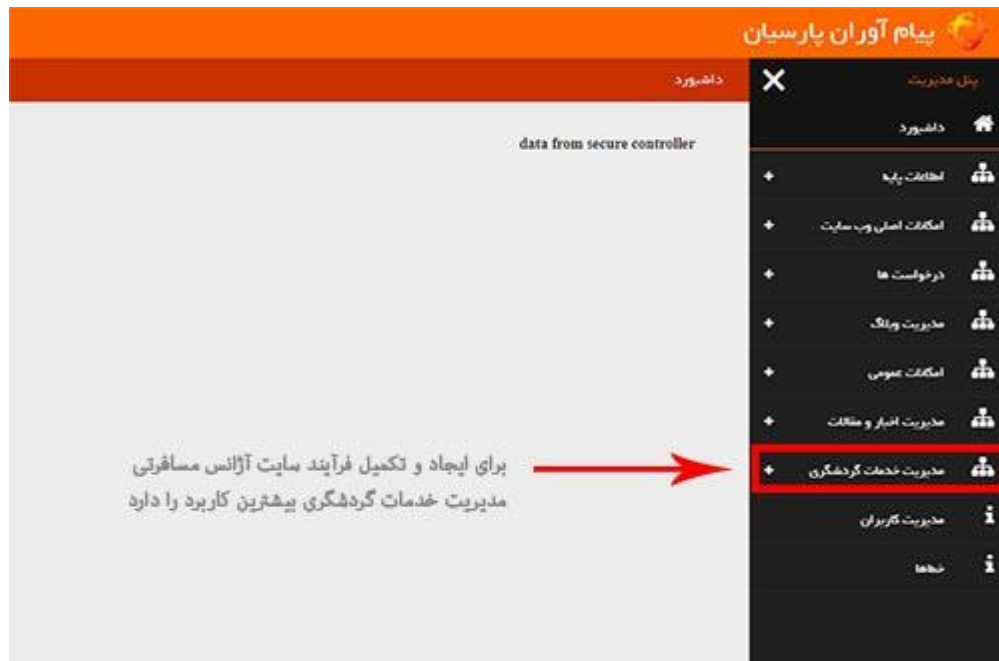 پیام آوران پارسیان
پنل مدیریت
داشبورد
داشبورد
data from secure controller
اطلاعات پایه
امکانات اصلی وب سایت
درخواست ها
مدیریت وبلاگ
امکانات عمومی
مدیریت اخبار و مقالات
مدیریت خدمات گردشگری
مدیریت کاربران
خطاها
برای ایجاد و تکمیل فرآیند سایت آژانس مسافرتی
مدیریت خدمات گردشگری بیشترین کاربرد را دارد